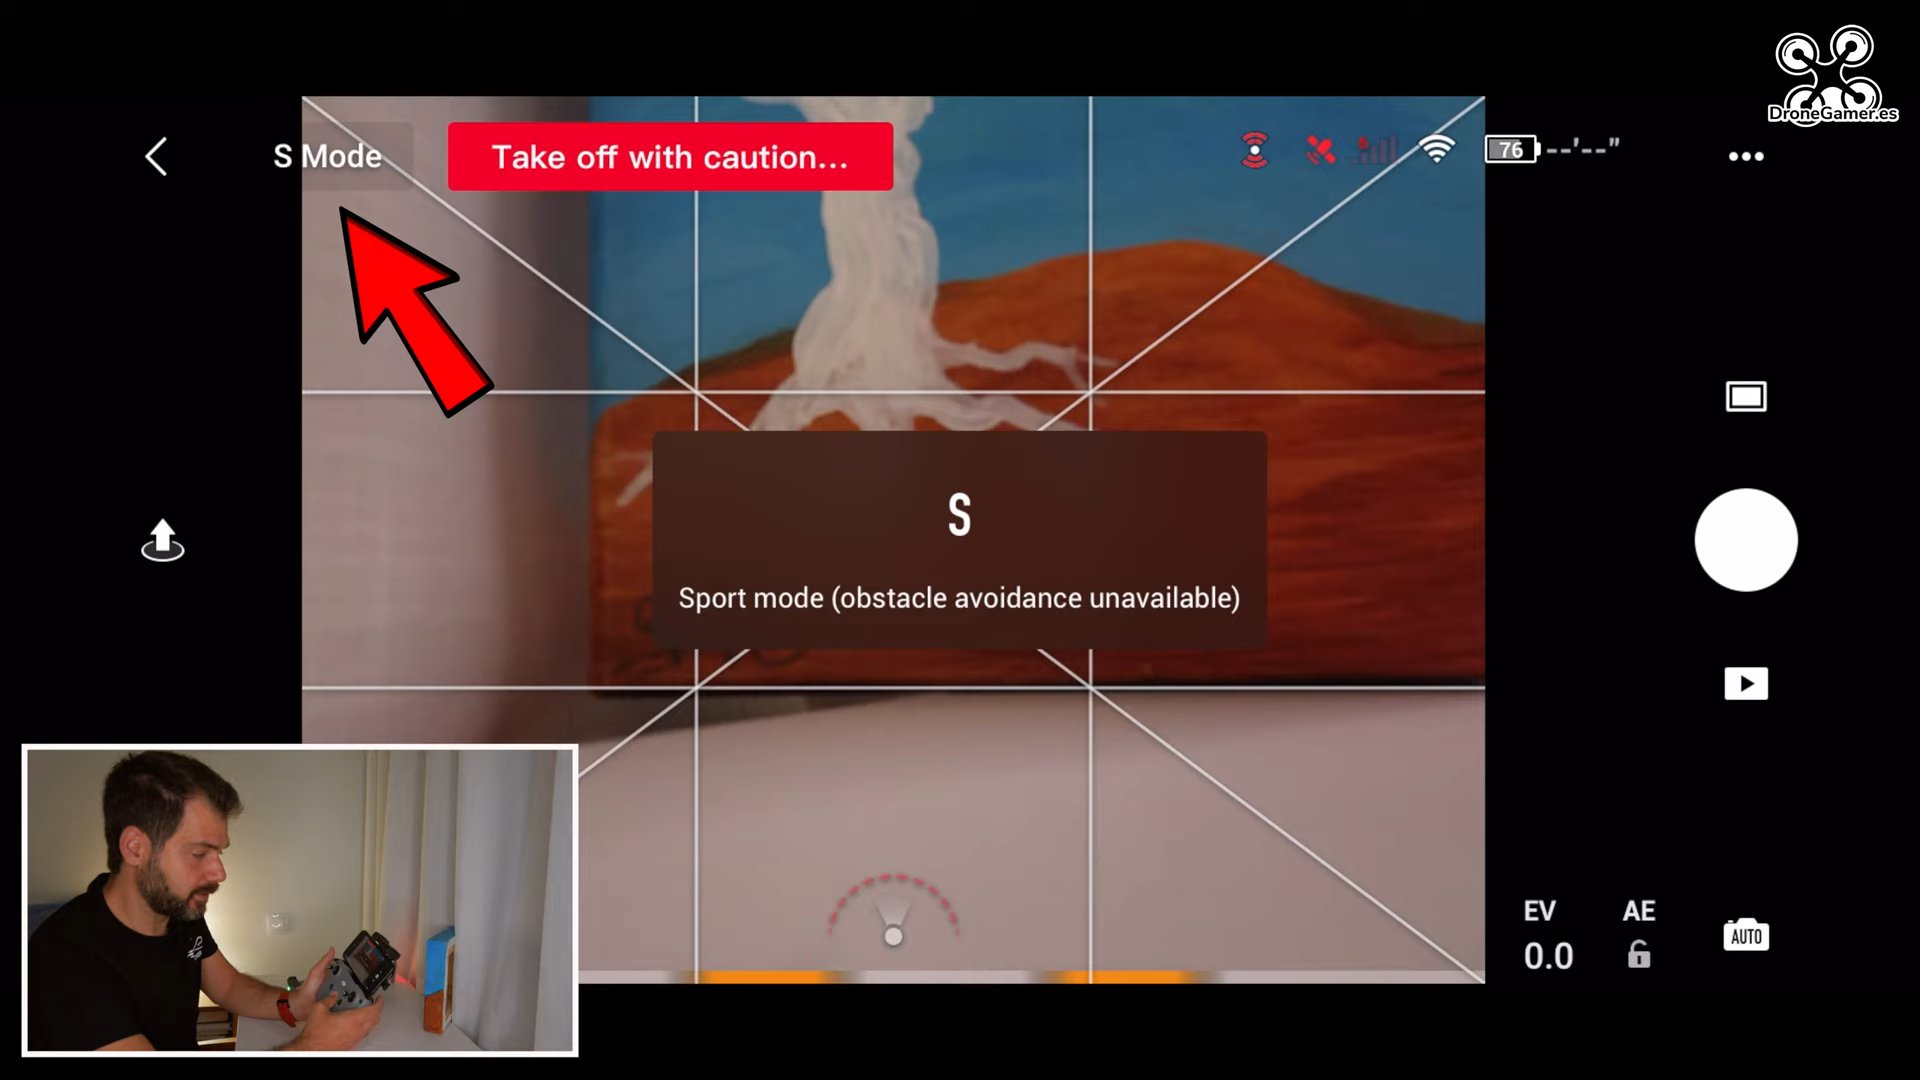 DroneGamer.es
S Mode
Take off with caution...
76
--'--"
S
Sport mode (obstacle avoidance unavailable)
EV
AE
0.0
AUTO